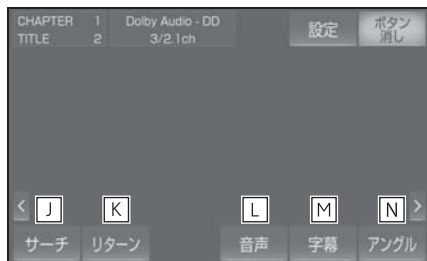 CHAPTER 1 Dolby Audio - DD 設定 ボタン
TITLE 2 3/2.1ch 消し
< J K L M N >
サーチ リターン 音声 字幕 アングル